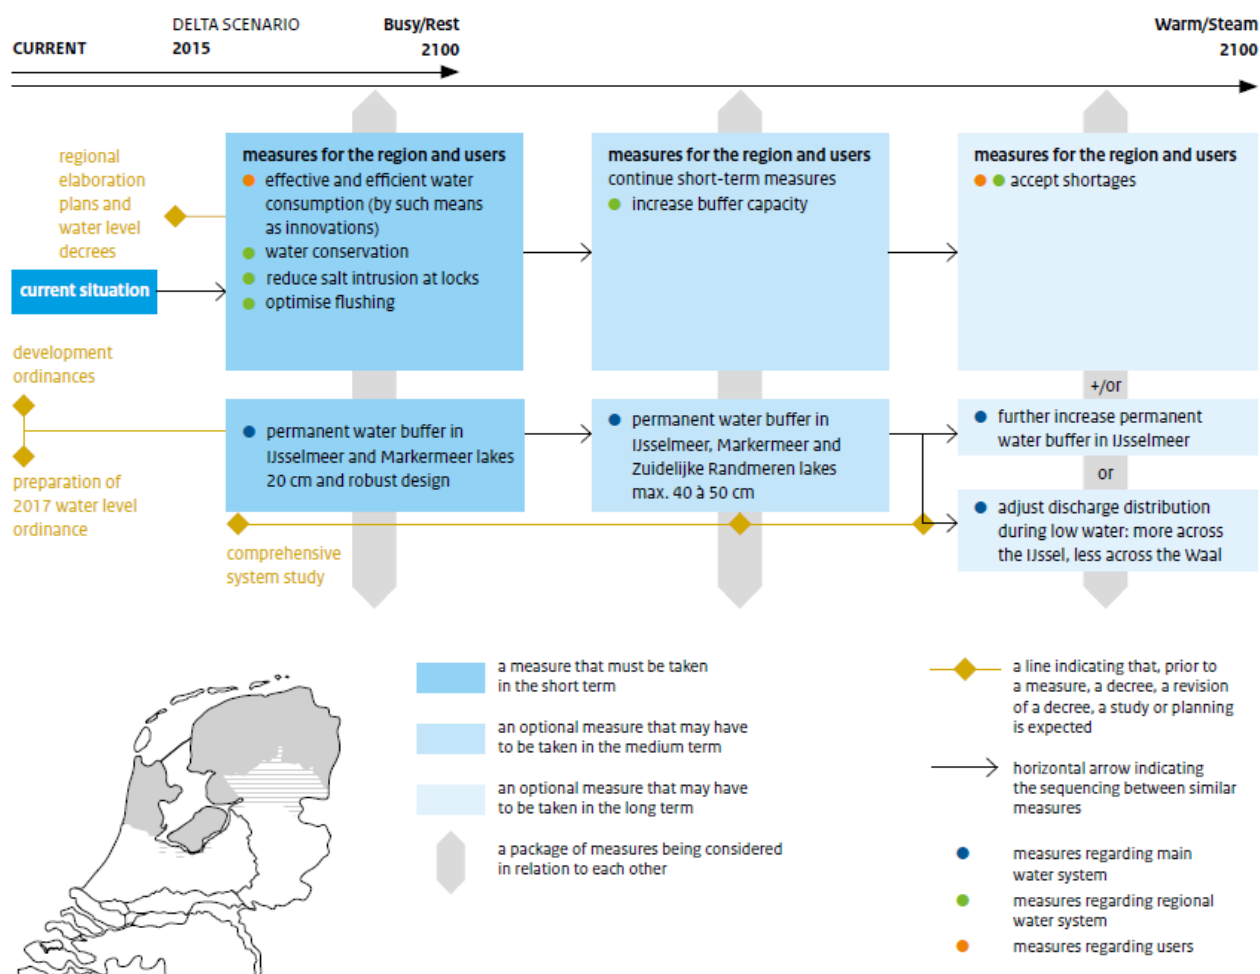 DELTA SCENARIO
Busy/Rest
Warm/Steam
CURRENT
2015
2100
2100
regional
elaboration
plans and
water level
decrees
current situation
measures for the region and users
effective and efficient water
consumption (by such means
as innovations)
water conservation
reduce salt intrusion at locks
optimise flushing
measures for the region and users
continue short-term measures
increase buffer capacity
measures for the region and users
accept shortages
development
ordinances
preparation of
2017 water level
ordinance
permanent water buffer in
IJsselmeer and Markermeer lakes
20 cm and robust design
permanent water buffer in
IJsselmeer, Markermeer and
Zuidelijke Randmeren lakes
max. 40 à 50 cm
+/or
further increase permanent
water buffer in IJsselmeer
or
adjust discharge distribution
during low water: more across
the IJssel, less across the Waal
comprehensive
system study
a measure that must be taken
in the short term
an optional measure that may have
to be taken in the medium term
an optional measure that may have
to be taken in the long term
a package of measures being considered
in relation to each other
a line indicating that, prior to
a measure, a decree, a revision
of a decree, a study or planning
is expected
horizontal arrow indicating
the sequencing between similar
measures
measures regarding main
water system
measures regarding regional
water system
measures regarding users